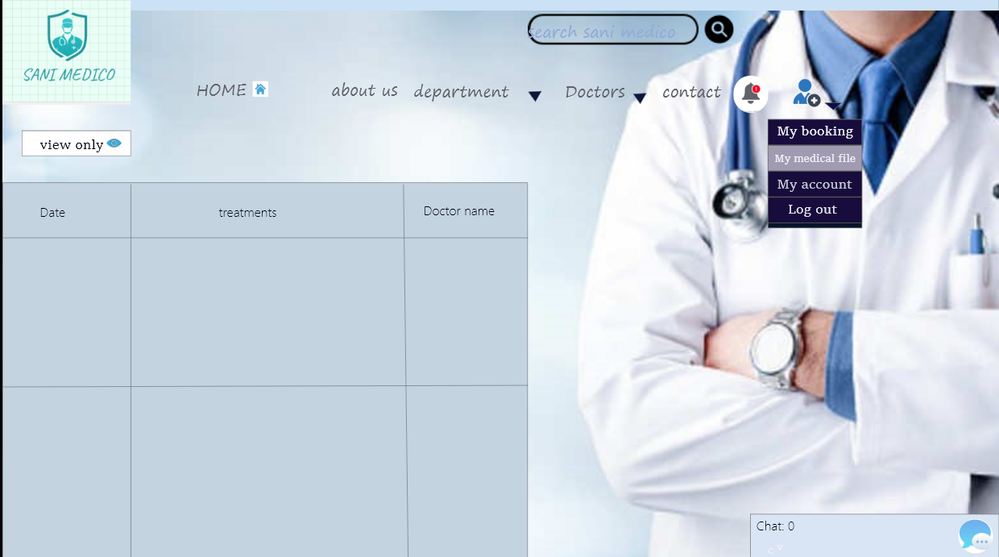 search sani medico
SANI MEDICO
HOME about us department Doctors contact
My booking
My medical file
My account
Log out
view only
Date treatments Doctor name
Chat: 0
c v